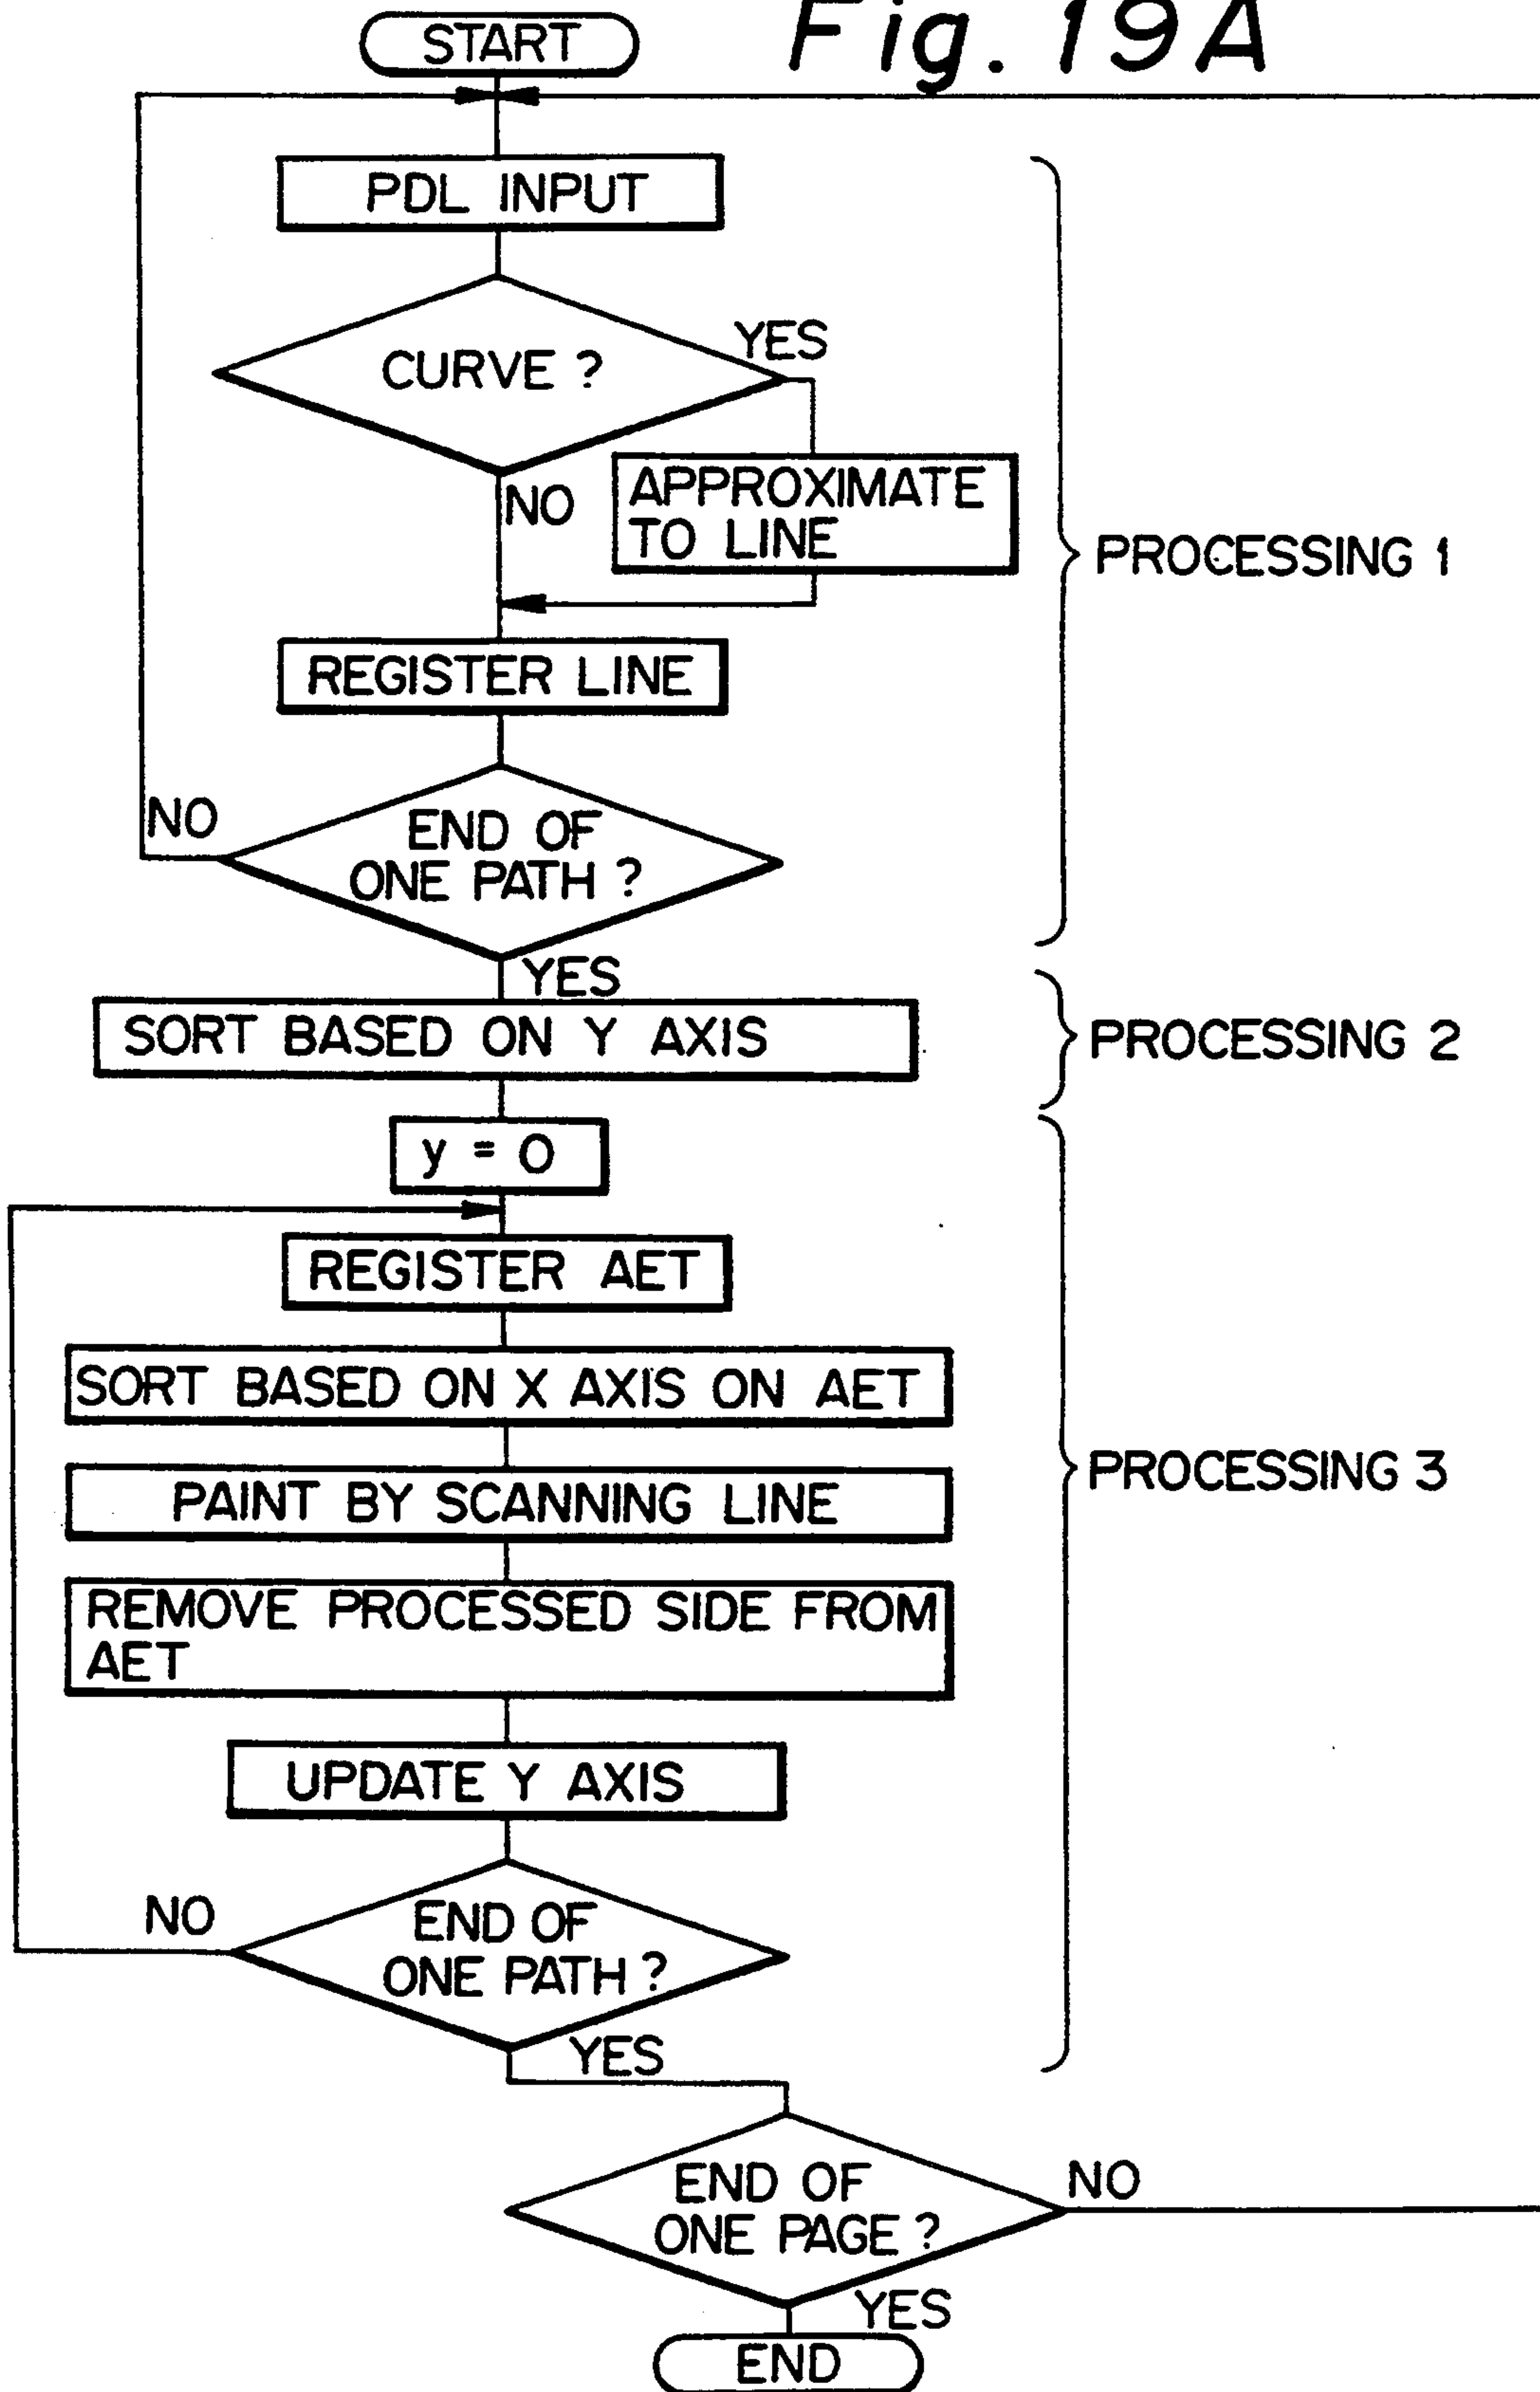 Fig. 19A
START
PDL INPUT
CURVE ?
YES
NO
APPROXIMATE
TO LINE
PROCESSING 1
REGISTER LINE
NO
END OF
ONE PATH ?
YES
SORT BASED ON Y AXIS
PROCESSING 2
y = 0
REGISTER AET
SORT BASED ON X AXIS ON AET
PROCESSING 3
PAINT BY SCANNING LINE
REMOVE PROCESSED SIDE FROM
AET
UPDATE Y AXIS
NO
END OF
ONE PATH ?
YES
END OF
ONE PAGE ?
NO
YES
END